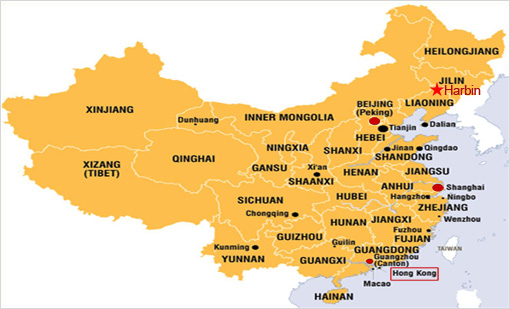 HEILONGJIANG
JILIN
Harbin
LIAONING
BEIJING
(Peking)
XINJIANG
Dunhuang
INNER MONGOLIA
Tianjin
Dalian
HEBEI
NINGXIA
SHANXI
Jinan
Qingdao
SHANDONG
QINGHAI
XIZANG
(TIBET)
GANSU
Xi'an
SHAANXI
HENAN
JIANGSU
ANHUI
Shanghai
SICHUAN
HUBEI
Hangzho
Ningbo
Chongqing
ZHEJIANG
HUNAN
JIANGXI
Wenzhou
GUIZHOU
Fuzhou
FUJIAN
Kunming
Guilin
TAIWAN
YUNNAN
GUANGXI
GUANGDONG
Guangzhou
(Canton)
Hong Kong
Macao
HAINAN